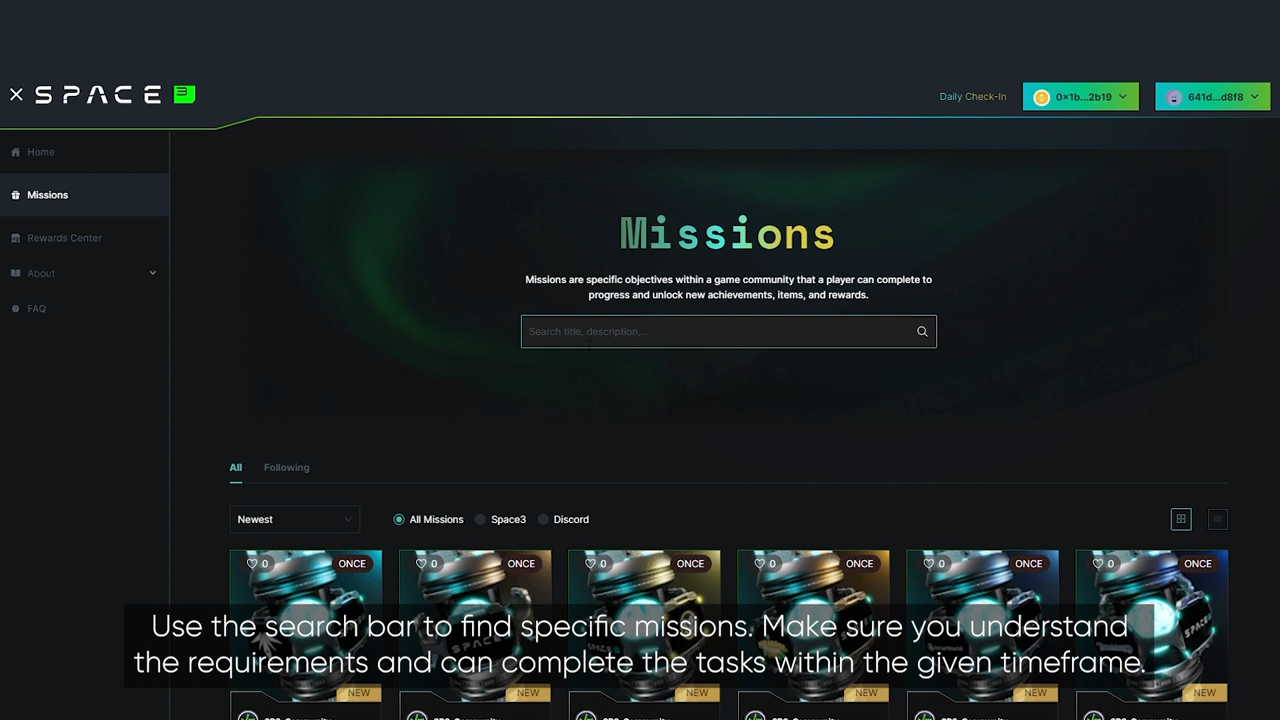 SPACE 3
Daily Check-In
0x1b...2b19
641d...d8f8
Home
Missions
Rewards Center
About
FAQ
Missions
Missions are specific objectives within a game community that a player can complete to
progress and unlock new achievements, items, and rewards.
Search title, description,...
All Following
Newest
All Missions Space3 Discord
0 ONCE 0 ONCE 0 ONCE 0 ONCE 0 ONCE 0 ONCE
Use the search bar to find specific missions. Make sure you understand
the requirements and can complete the tasks within the given timeframe.
NEW NEW NEW NEW NEW NEW